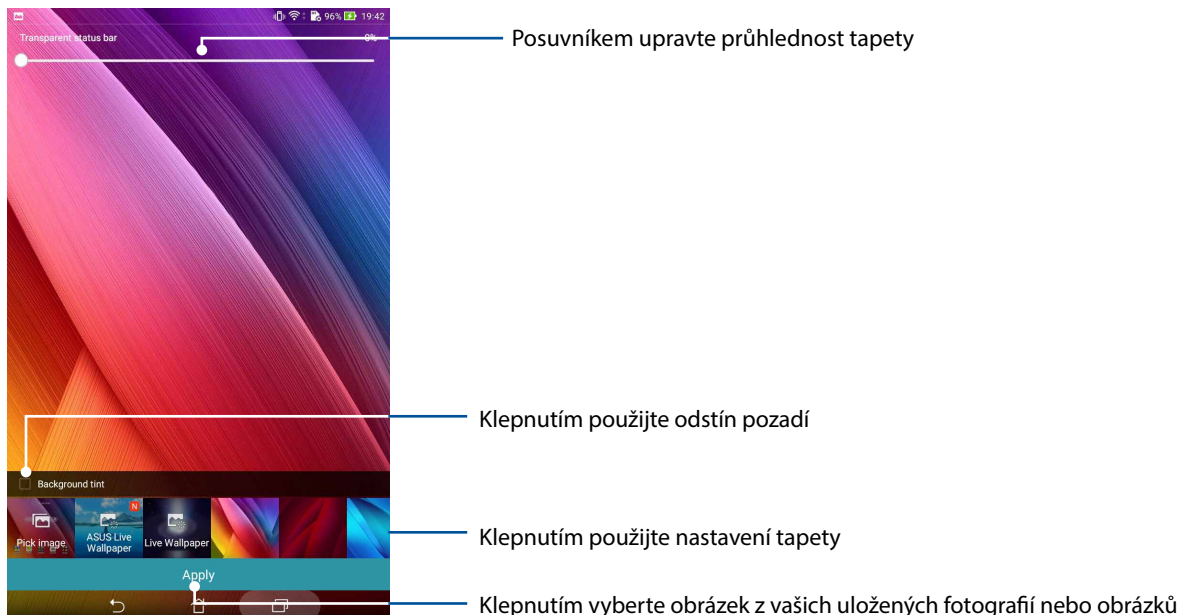 96% 19:42
Transparent status bar 0%
Posuvníkem upravte průhlednost tapety
Klepnutím použijte odstín pozadí
Background tint
N
Pick image
ASUS Live
Wallpaper
Live Wallpaper
Klepnutím použijte nastavení tapety
Apply
Klepnutím vyberte obrázek z vašich uložených fotografií nebo obrázků